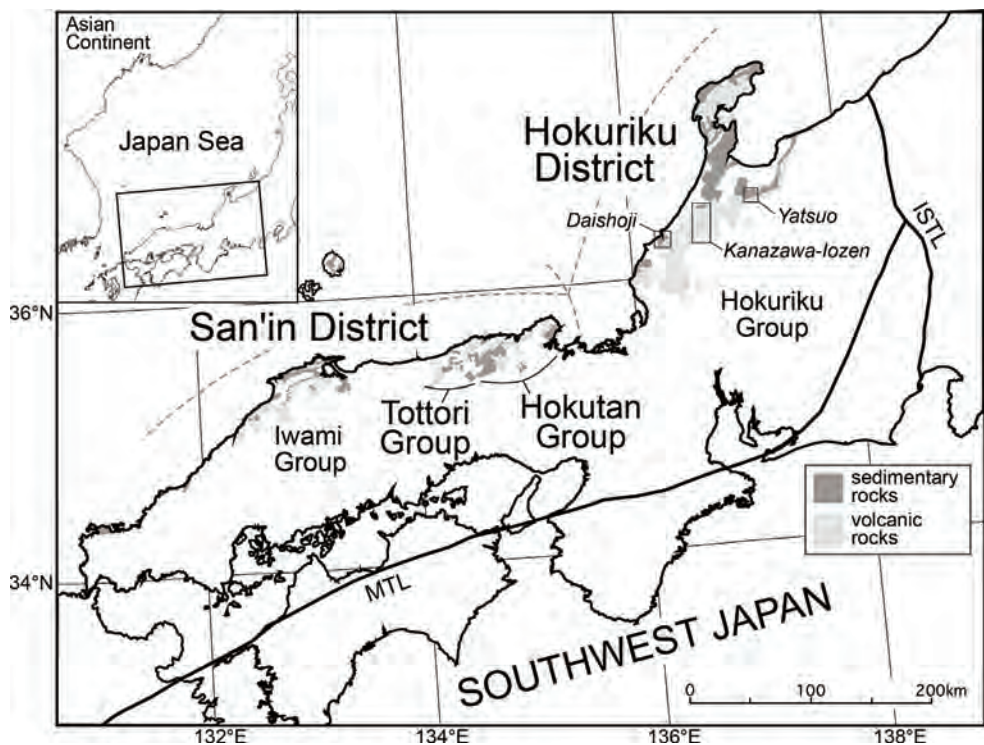 Asian
Continent
Japan Sea
Hokuriku
District
Daishoji
Yatsuo
Kanazawa-Iozen
ISTL
Hokuriku
Group
36°N
San'in District
Tottori
Group
Hokutan
Group
Iwami
Group
sedimentary
rocks
volcanic
rocks
34°N
MTL
SOUTHWEST JAPAN
0 100 200km
132°E 134°E 136°E 138°E